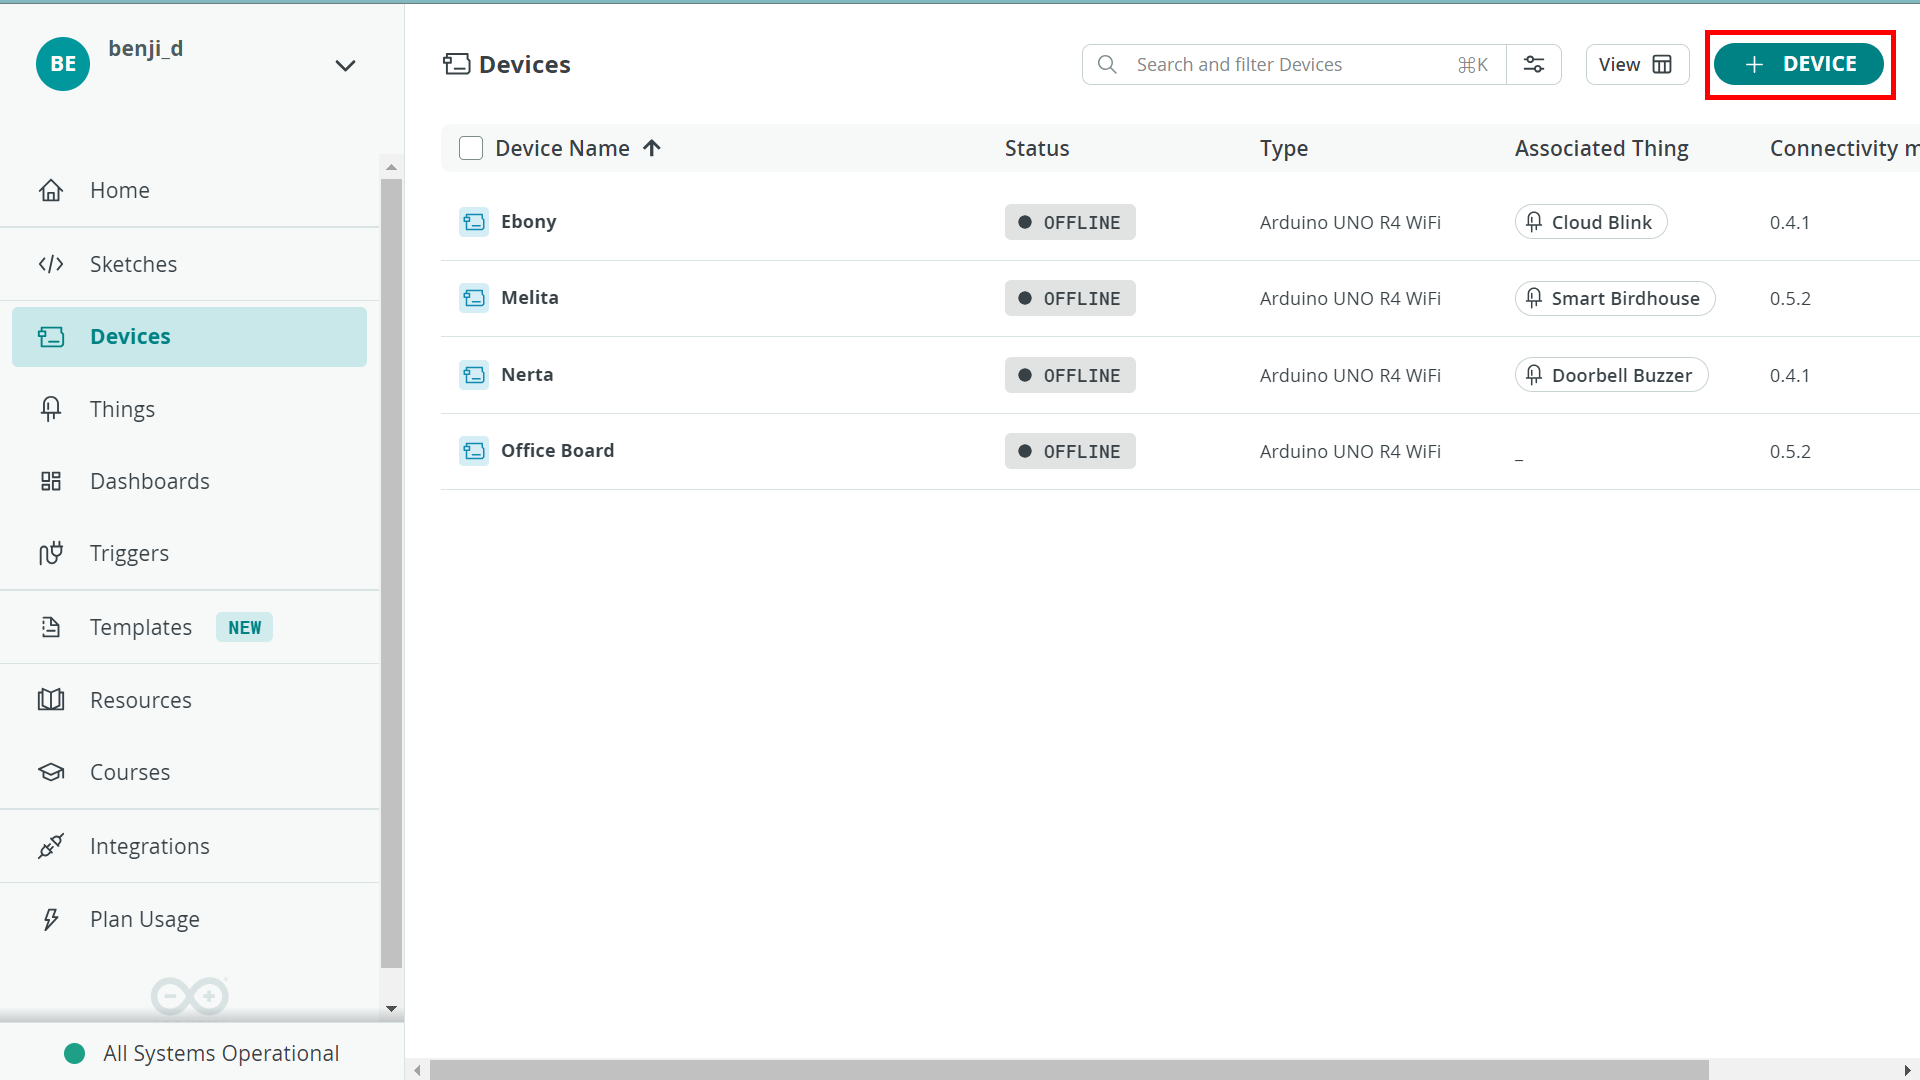 BE
benji_d
Home
Sketches
Devices
Things
Dashboards
Triggers
Templates NEW
Resources
Courses
Integrations
Plan Usage
All Systems Operational
Devices
Search and filter Devices ⌘K
View
+ DEVICE
Device Name Status Type Associated Thing Connectivity m
Ebony OFFLINE Arduino UNO R4 WiFi Cloud Blink 0.4.1
Melita OFFLINE Arduino UNO R4 WiFi Smart Birdhouse 0.5.2
Nerta OFFLINE Arduino UNO R4 WiFi Doorbell Buzzer 0.4.1
Office Board OFFLINE Arduino UNO R4 WiFi _ 0.5.2